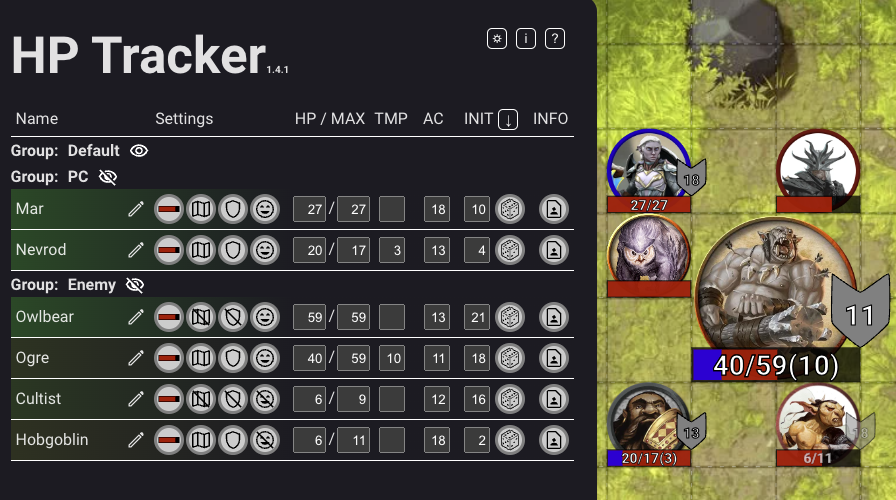 HP Tracker 1.4.1
Name Settings HP / MAX TMP AC INIT ↓ INFO
Group: Default
Group: PC
Mar 27 / 27 18 10
Nevrod 20 / 17 3 13 4
Group: Enemy
Owlbear 59 / 59 13 21
Ogre 40 / 59 10 11 18
Cultist 6 / 9 12 16
Hobgoblin 6 / 11 18 2
18
27/27
11
40/59(10)
13
18
20/17(3)
6/11